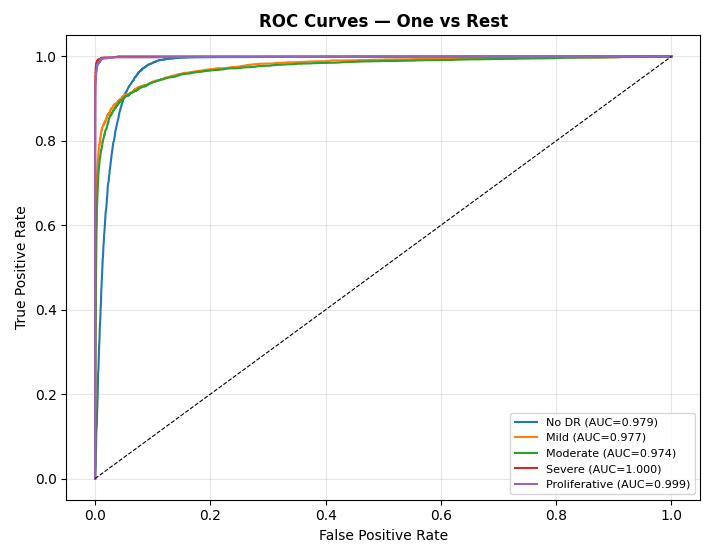 ROC Curves — One vs Rest
True Positive Rate
1.0
0.8
0.6
0.4
0.2
0.0
0.0 0.2 0.4 0.6 0.8 1.0
False Positive Rate
No DR (AUC=0.979)
Mild (AUC=0.977)
Moderate (AUC=0.974)
Severe (AUC=1.000)
Proliferative (AUC=0.999)